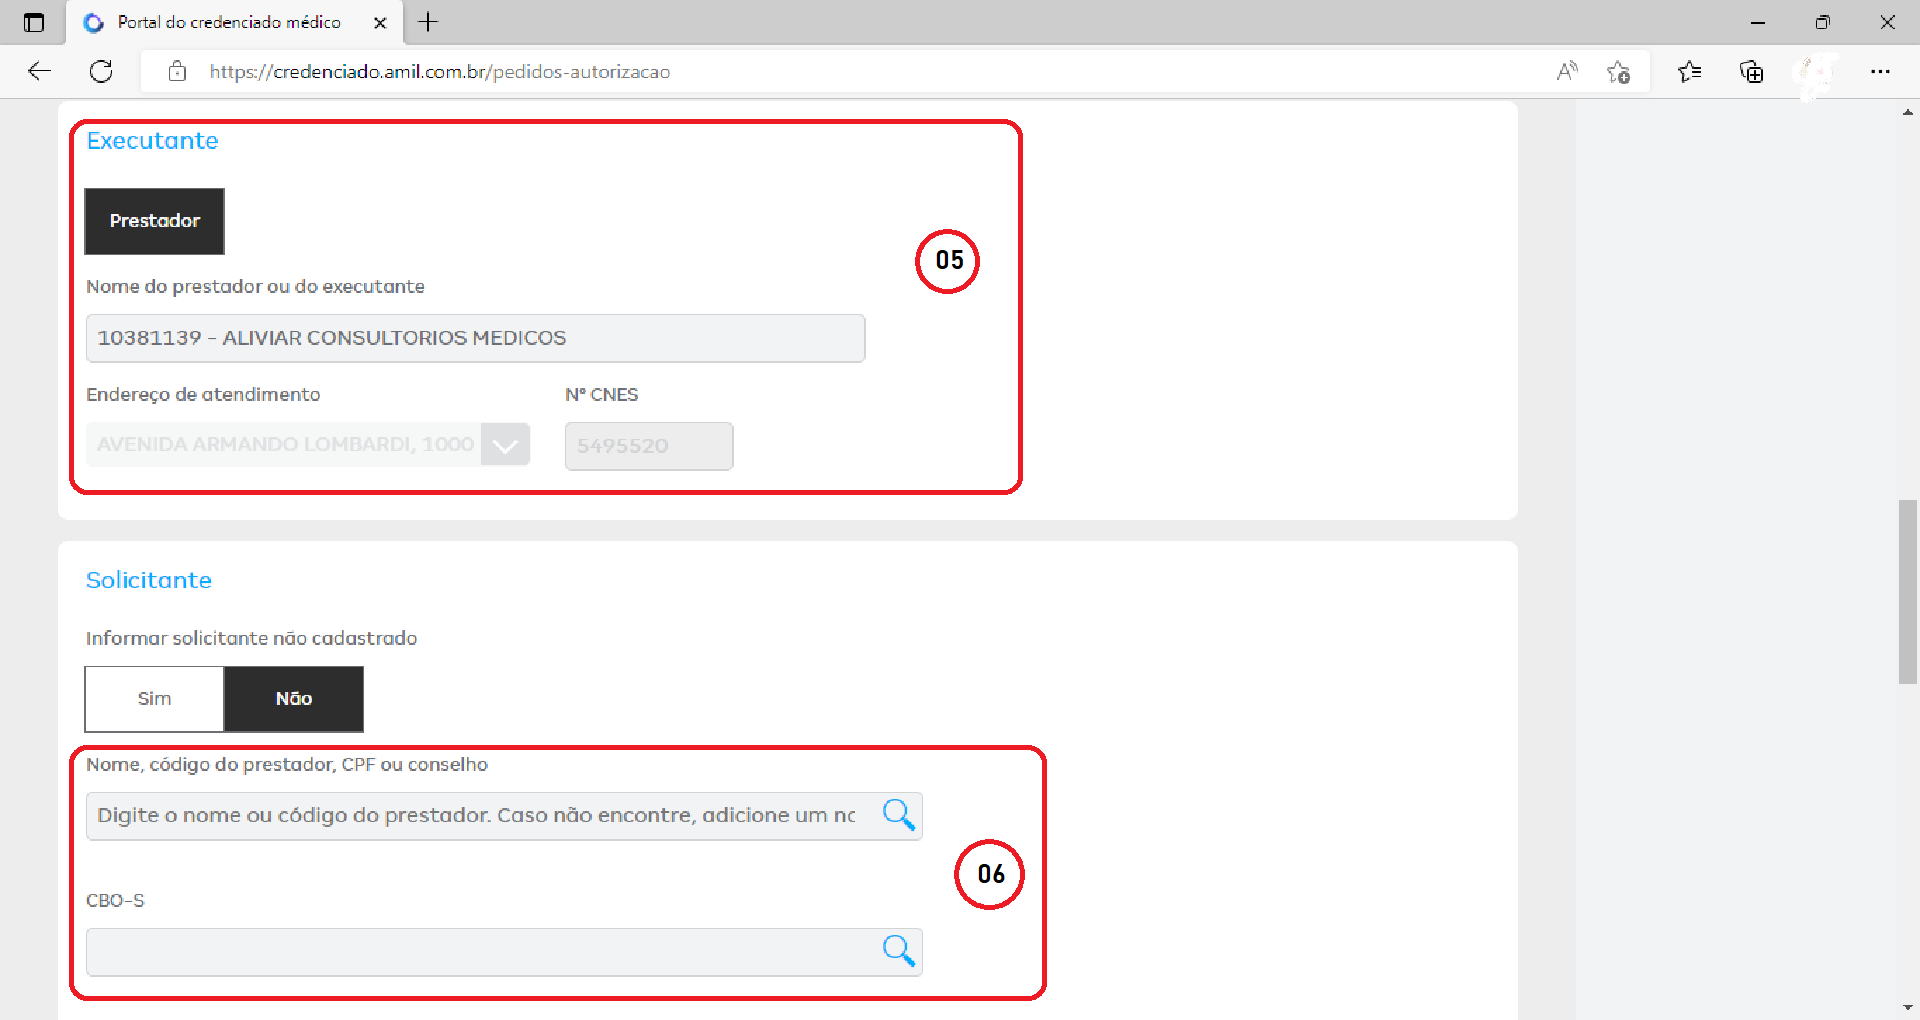 Portal do credenciado médico
https://credenciado.amil.com.br/pedidos-autorizacao
Executante
Prestador
05
Nome do prestador ou do executante
10381139 - ALIVIAR CONSULTORIOS MEDICOS
Endereço de atendimento
Nº CNES
AVENIDA ARMANDO LOMBARDI, 1000
5495520
Solicitante
Informar solicitante não cadastrado
Sim
Não
Nome, código do prestador, CPF ou conselho
Digite o nome ou código do prestador. Caso não encontre, adicione um no
06
CBO-S